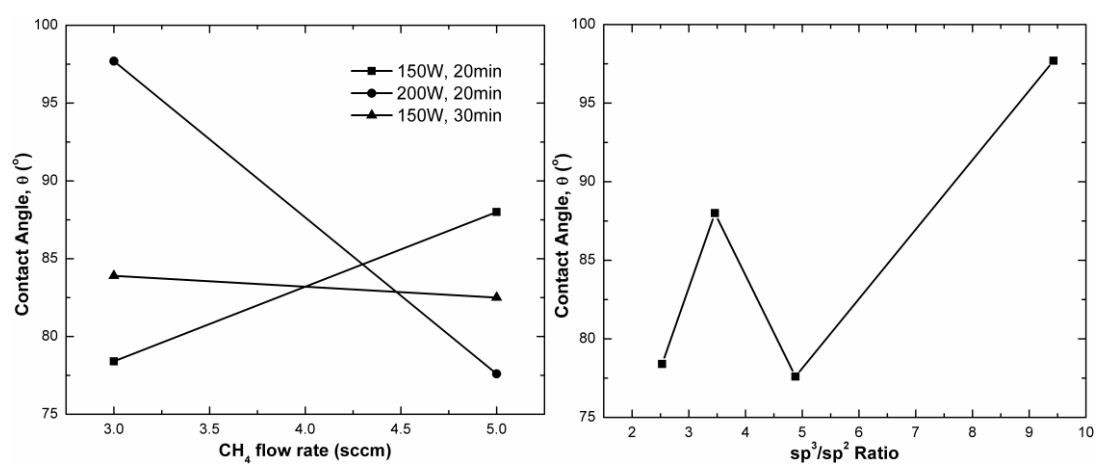 100
95
90
85
80
75
Contact Angle, θ (°)
150W, 20min
200W, 20min
150W, 30min
3.0 3.5 4.0 4.5 5.0
CH₄ flow rate (sccm)
100
95
90
85
80
75
Contact Angle, θ (°)
2 3 4 5 6 7 8 9 10
sp³/sp² Ratio